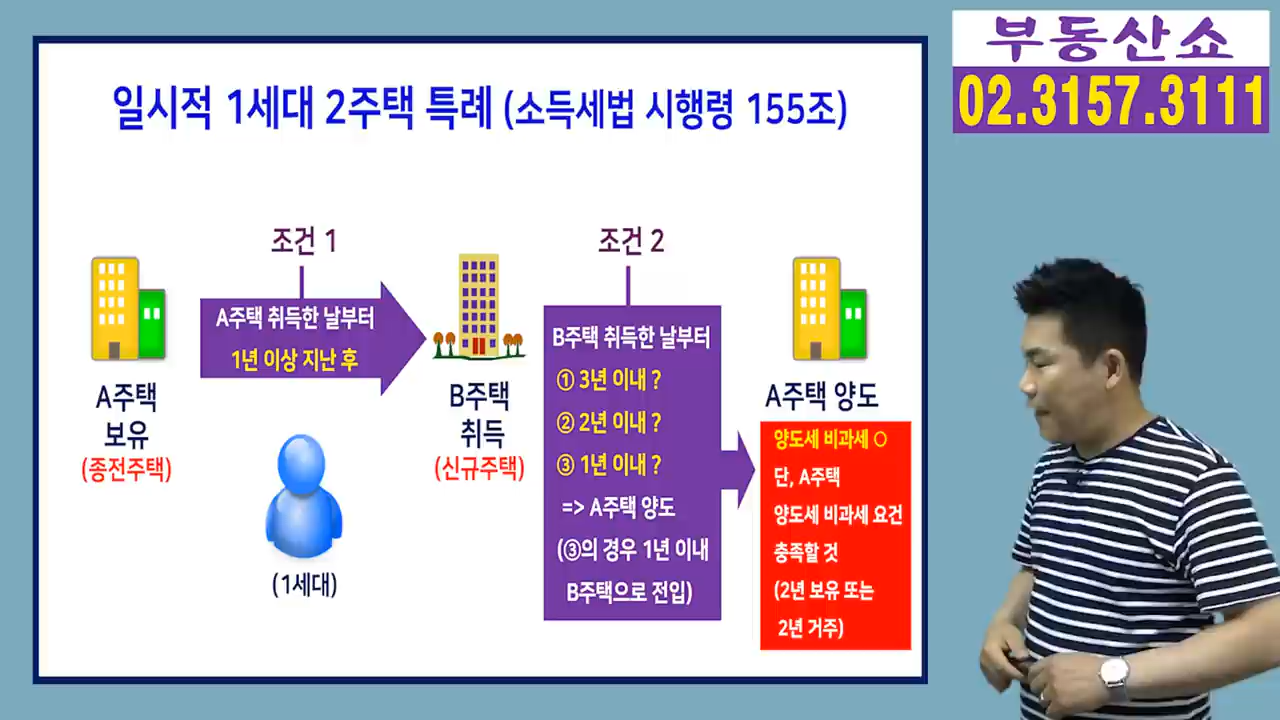 부동산쇼
02.3157.3111
일시적 1세대 2주택 특례 (소득세법 시행령 155조)
조건 1
조건 2
A주택 취득한 날부터
1년 이상 지난 후
B주택 취득한 날부터
① 3년 이내 ?
② 2년 이내 ?
③ 1년 이내 ?
=> A주택 양도
(③의 경우 1년 이내
B주택으로 전입)
A주택
보유
(종전주택)
B주택
취득
(신규주택)
A주택 양도
양도세 비과세 ○
단, A주택
양도세 비과세 요건
충족할 것
(2년 보유 또는
2년 거주)
(1세대)